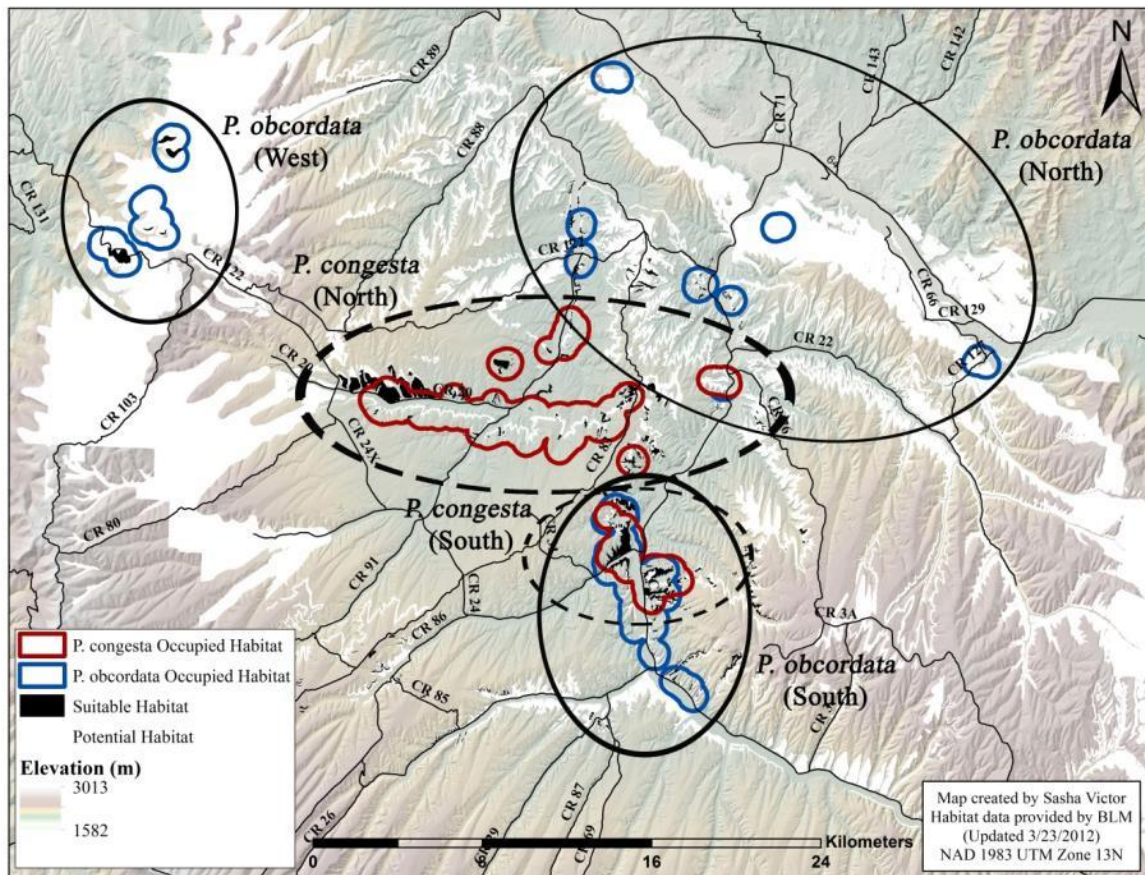 N
CR 89
CR 142
CR 143
CR 71
P. obcordata
(West)
P. obcordata
(North)
CR 88
CR 131
CR 122
P. congesta
(North)
CR 66
CR 129
CR 22
CR 20
CR 103
CR 24X
P. congesta
(South)
CR 80
CR 91
CR 24
CR 3A
CR 86
P. obcordata
(South)
CR 85
P. congesta Occupied Habitat
P. obcordata Occupied Habitat
Suitable Habitat
Potential Habitat
Elevation (m)
3013
1582
CR 26
CR 87
Kilometers
0
16
24
Map created by Sasha Victor
Habitat data provided by BLM
(Updated 3/23/2012)
NAD 1983 UTM Zone 13N